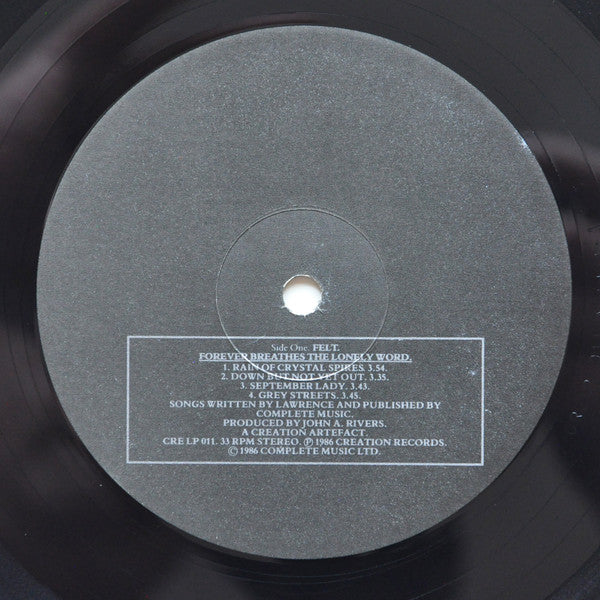 Side One. FELT.
FOREVER BREATHES THE LONELY WORD.
1. RAIN OF CRYSTAL SPIRES. 3.54.
2. DOWN BUT NOT YET OUT. 3.35.
3. SEPTEMBER LADY. 3.43.
4. GREY STREETS. 3.45.
SONGS WRITTEN BY LAWRENCE AND PUBLISHED BY
COMPLETE MUSIC.
PRODUCED BY JOHN A. RIVERS.
A CREATION ARTEFACT
CRE LP 011. 33 RPM STEREO. ℗ 1986 CREATION RECORDS.
© 1986 COMPLETE MUSIC LTD.